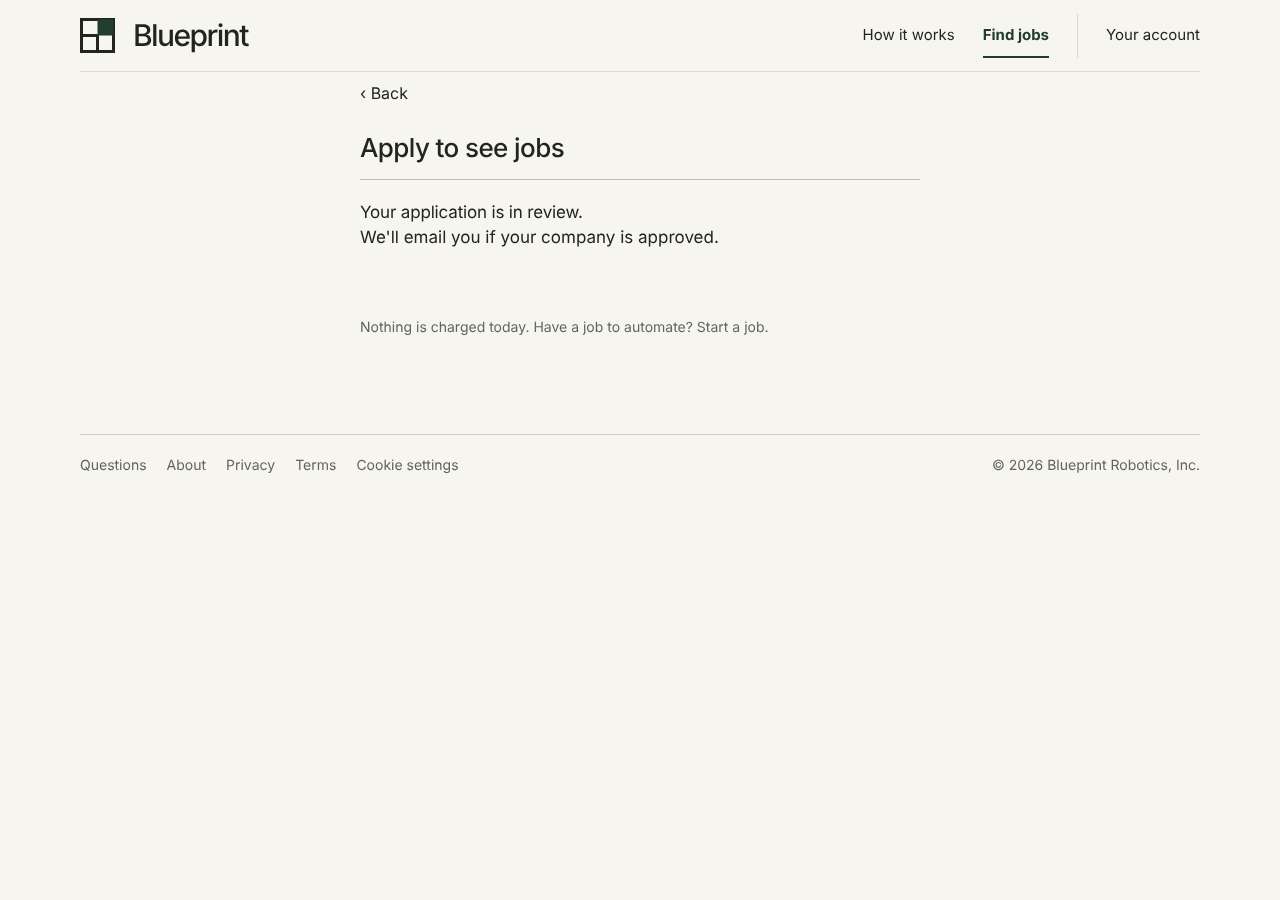 Blueprint
How it works
Find jobs
Your account
‹ Back
Apply to see jobs
Your application is in review.
We'll email you if your company is approved.
Nothing is charged today. Have a job to automate? Start a job.
Questions
About
Privacy
Terms
Cookie settings
© 2026 Blueprint Robotics, Inc.